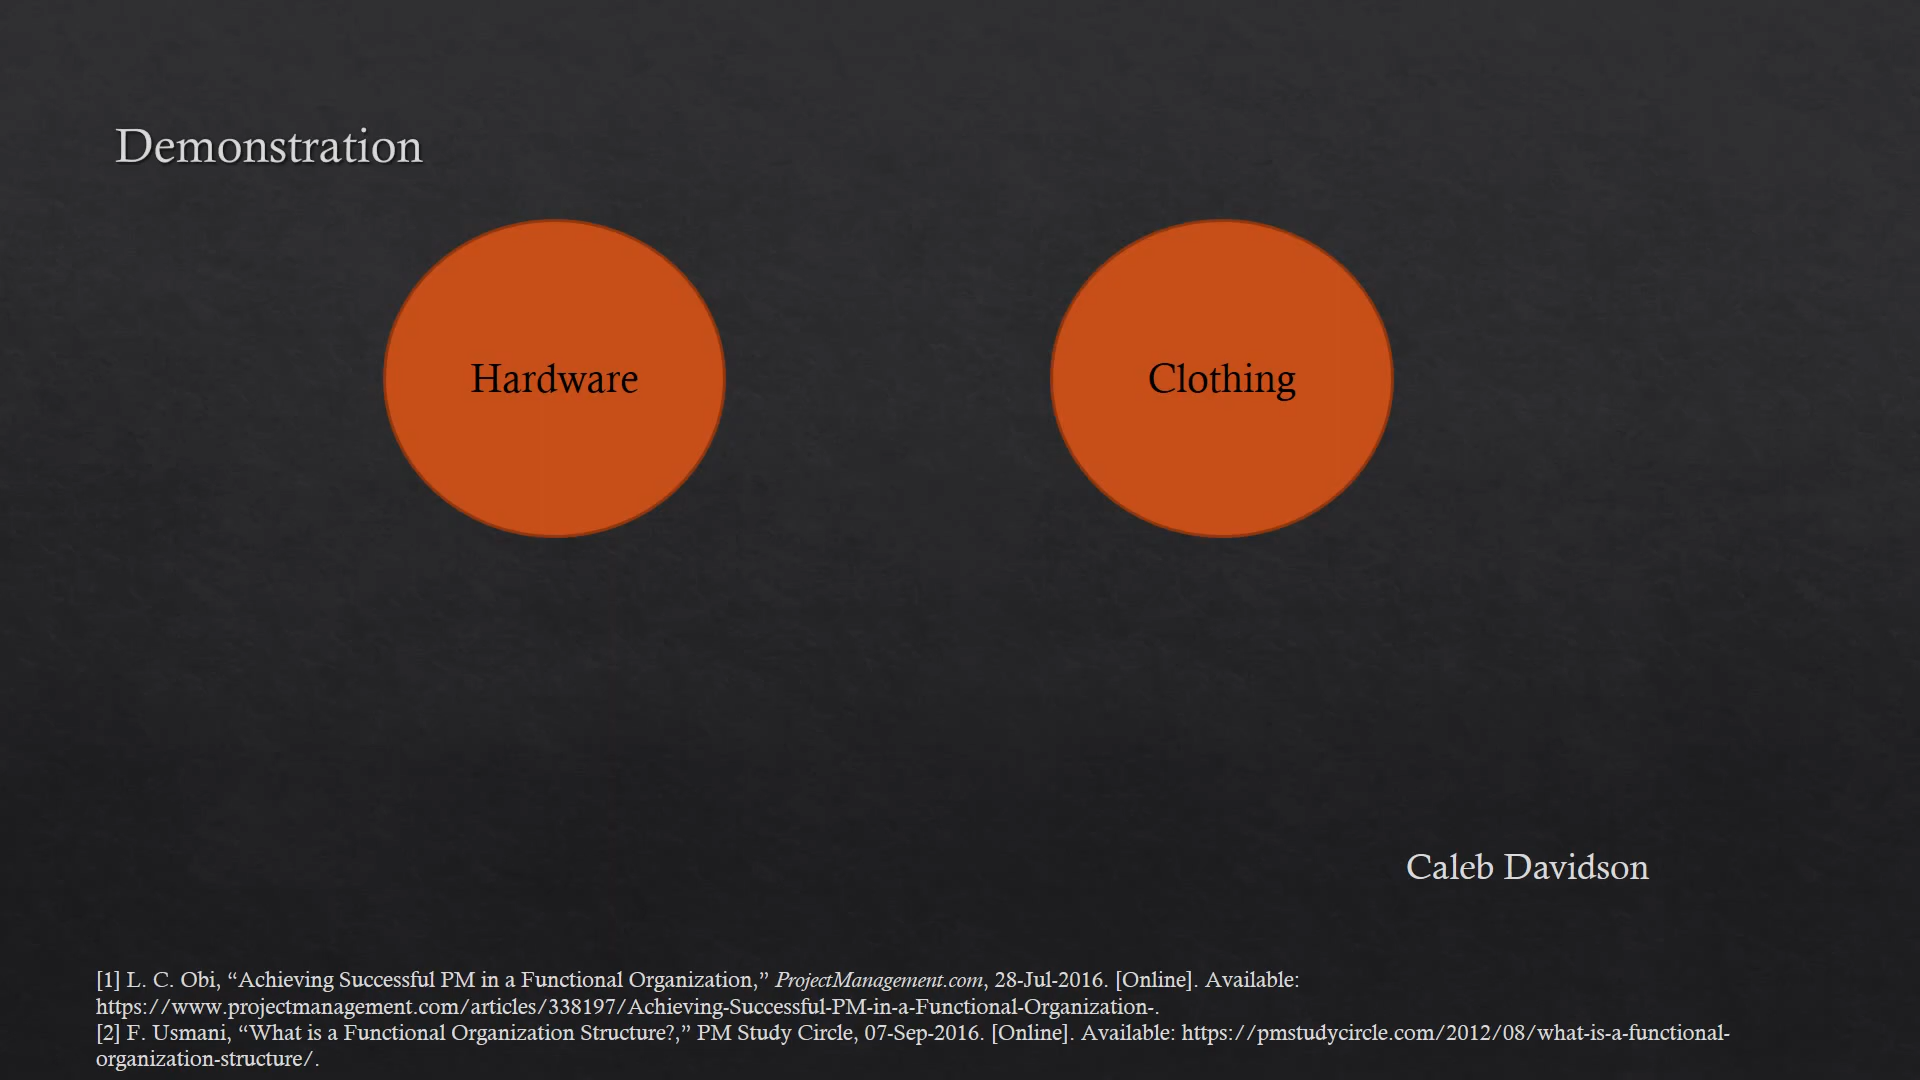 Demonstration
Hardware
Clothing
Caleb Davidson
[1] L. C. Obi, “Achieving Successful PM in a Functional Organization,” ProjectManagement.com, 28-Jul-2016. [Online]. Available:
https://www.projectmanagement.com/articles/338197/Achieving-Successful-PM-in-a-Functional-Organization-.
[2] F. Usmani, “What is a Functional Organization Structure?,” PM Study Circle, 07-Sep-2016. [Online]. Available: https://pmstudycircle.com/2012/08/what-is-a-functional-
organization-structure/.